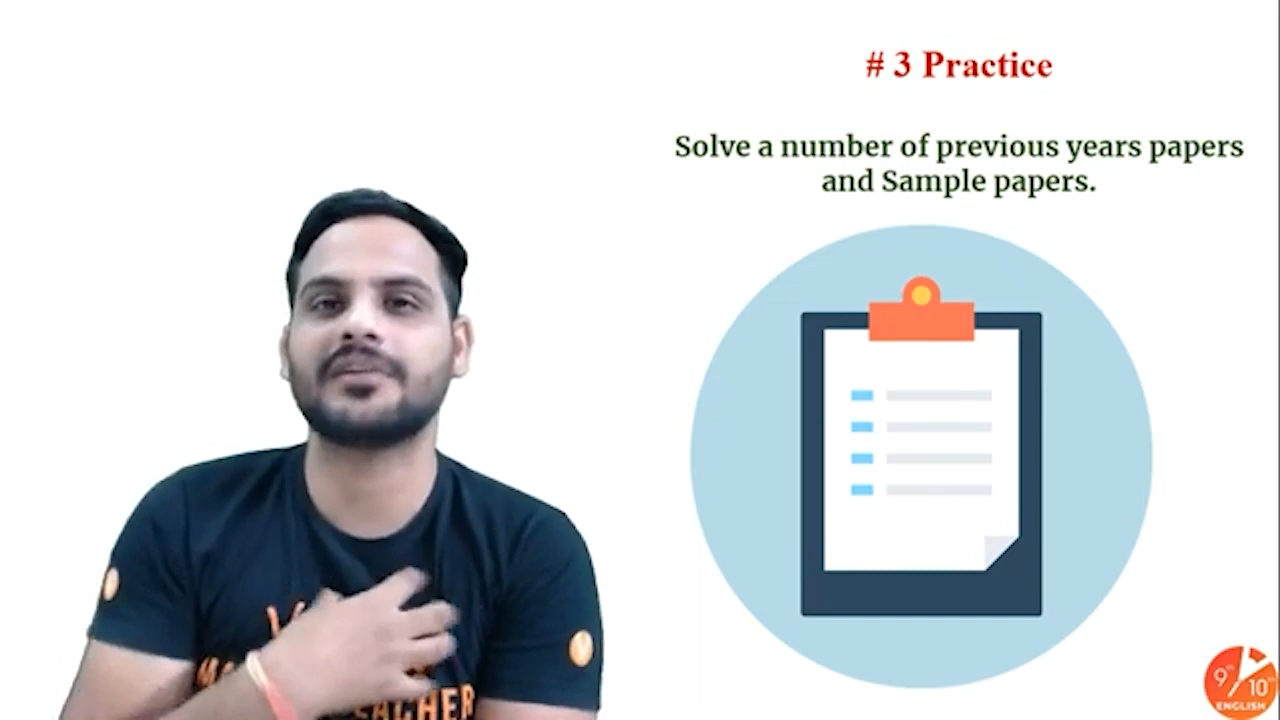 # 3 Practice
Solve a number of previous years papers
and Sample papers.
9th 10th
ENGLISH